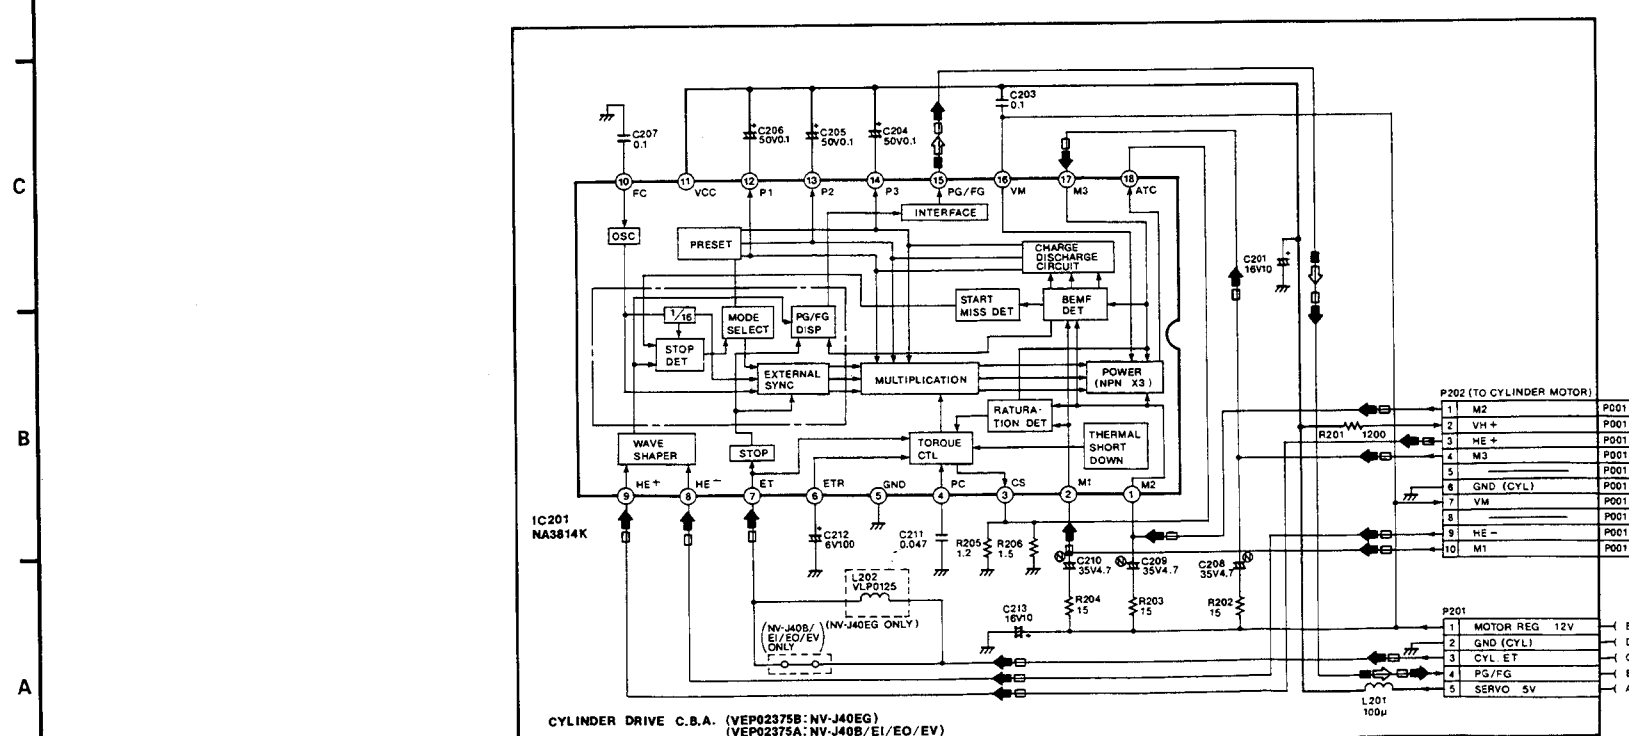 C
B
A
C207
0.1
C206
50V0.1
C205
50V0.1
C204
50V0.1
C203
0.1
10
11
12
13
14
15
16
17
18
FC
VCC
P1
P2
P3
PG/FG
VM
M3
ATC
OSC
PRESET
INTERFACE
CHARGE
DISCHARGE
CIRCUIT
C201
16V10
START
MISS DET
BEMF
DET
1/16
MODE
SELECT
PG/FG
DISP
STOP
DET
EXTERNAL
SYNC
MULTIPLICATION
POWER
(NPN X3)
RATURA-
TION DET
WAVE
SHAPER
STOP
TORQUE
CTL
THERMAL
SHORT
DOWN
HE+
HE-
ET
ETR
GND
PC
CS
M1
M2
9
8
7
6
5
4
3
2
1
IC201
NA3814K
C212
6V100
C211
0.047
R205
1.2
R206
1.5
N
C210
35V4.7
N
C209
35V4.7
C208
35V4.7
N
L202
VLP0125
(NV-J40EG ONLY)
(NV-J40B/
EI/EO/EV
ONLY)
C213
16V10
R204
15
R203
15
R202
15
R201 1200
P202 (TO CYLINDER MOTOR)
1 M2 P001
2 VH+ P001
3 HE+ P001
4 M3 P001
5 P001
6 GND (CYL) P001
7 VM P001
8 P001
9 HE- P001
10 M1 P001
P201
1 MOTOR REG 12V
2 GND (CYL)
3 CYL. ET
4 PG/FG
5 SERVO 5V
L201
100μ
CYLINDER DRIVE C.B.A. (VEP02375B: NV-J40EG)
(VEP02375A: NV-J40B/EI/EO/EV)